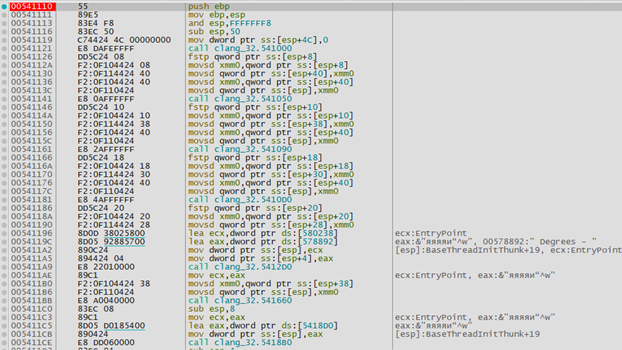 00541110 55 push ebp
00541111 89E5 mov ebp,esp
00541113 83E4 F8 and esp,FFFFFFF8
00541116 83EC 50 sub esp,50
00541119 C74424 4C 00000000 mov dword ptr ss:[esp+4C],0
00541121 E8 DAFEFFFF call clang_32.541000
00541126 DD5C24 08 fstp qword ptr ss:[esp+8]
0054112A F2:0F104424 08 movsd xmm0,qword ptr ss:[esp+8]
00541130 F2:0F114424 40 movsd qword ptr ss:[esp+40],xmm0
00541136 F2:0F104424 40 movsd xmm0,qword ptr ss:[esp+40]
0054113C F2:0F110424 movsd qword ptr ss:[esp],xmm0
00541141 E8 0AFFFFFF call clang_32.541050
00541146 DD5C24 10 fstp qword ptr ss:[esp+10]
0054114A F2:0F104424 10 movsd xmm0,qword ptr ss:[esp+10]
00541150 F2:0F114424 38 movsd qword ptr ss:[esp+38],xmm0
00541156 F2:0F104424 40 movsd xmm0,qword ptr ss:[esp+40]
0054115C F2:0F110424 movsd qword ptr ss:[esp],xmm0
00541161 E8 2AFFFFFF call clang_32.541090
00541166 DD5C24 18 fstp qword ptr ss:[esp+18]
0054116A F2:0F104424 18 movsd xmm0,qword ptr ss:[esp+18]
00541170 F2:0F114424 30 movsd qword ptr ss:[esp+30],xmm0
00541176 F2:0F104424 40 movsd xmm0,qword ptr ss:[esp+40]
0054117C F2:0F110424 movsd qword ptr ss:[esp],xmm0
00541181 E8 4AFFFFFF call clang_32.5410D0
00541186 DD5C24 20 fstp qword ptr ss:[esp+20]
0054118A F2:0F104424 20 movsd xmm0,qword ptr ss:[esp+20]
00541190 F2:0F114424 28 movsd qword ptr ss:[esp+28],xmm0
00541196 8D0D 38025800 lea ecx,dword ptr ds:[580238] ecx:EntryPoint
0054119C 8D05 92885700 lea eax,dword ptr ds:[578892] eax:&"яяяяи"^w", 00578892:" Degrees - "
005411A2 890C24 mov dword ptr ss:[esp],ecx [esp]:BaseThreadInitThunk+19, ecx:EntryPoint
005411A5 894424 04 mov dword ptr ss:[esp+4],eax eax:&"яяяяи"^w"
005411A9 E8 22010000 call clang_32.5412D0
005411AE 89C1 mov ecx,eax ecx:EntryPoint, eax:&"яяяяи"^w"
005411B0 F2:0F104424 38 movsd xmm0,qword ptr ss:[esp+38]
005411B6 F2:0F110424 movsd qword ptr ss:[esp],xmm0
005411BB E8 A0040000 call clang_32.541660
005411C0 83EC 08 sub esp,8
005411C3 89C1 mov ecx,eax ecx:EntryPoint, eax:&"яяяяи"^w"
005411C5 8D05 D0185400 lea eax,dword ptr ds:[5418D0] eax:&"яяяяи"^w"
005411CB 890424 mov dword ptr ss:[esp],eax [esp]:BaseThreadInitThunk+19
005411CE E8 DD060000 call clang_32.5418B0